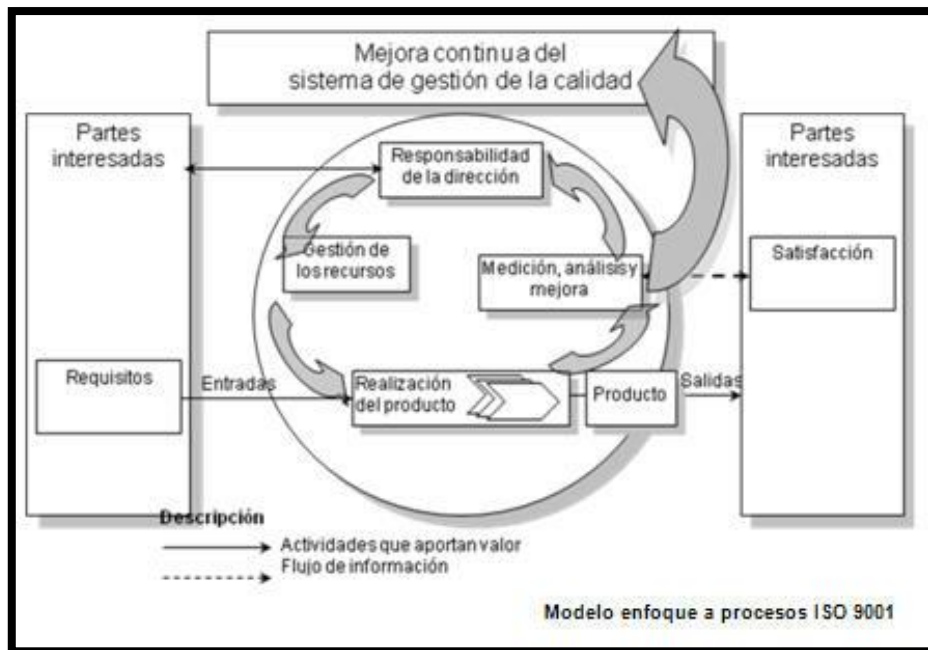 Mejora continua del
sistema de gestión de la calidad
Partes
interesadas
Responsabilidad
de la dirección
Partes
interesadas
Gestión de
los recursos
Medición, análisis y
mejora
Satisfacción
Requisitos
Entradas
Realización
del producto
Producto
Salidas
Descripción
Actividades que aportan valor
Flujo de información
Modelo enfoque a procesos ISO 9001